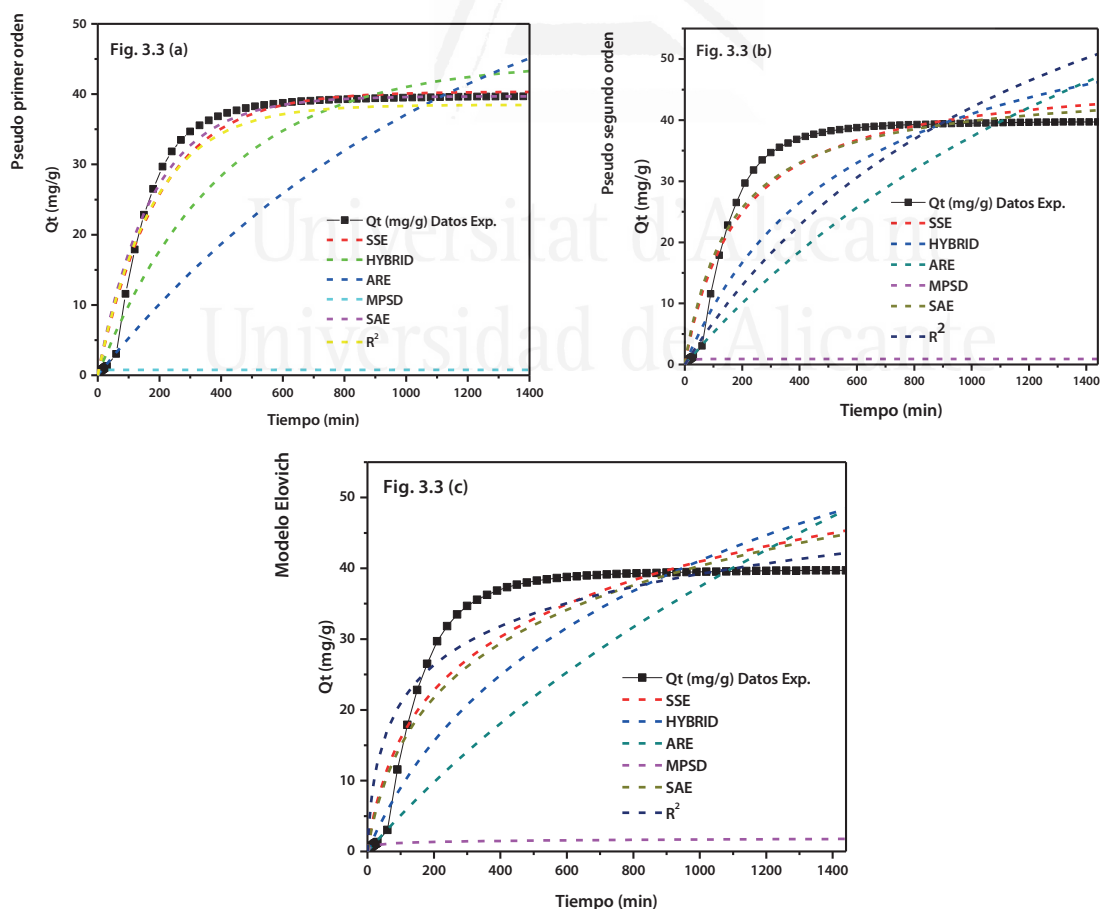 Pseudo primer orden
Qt (mg/g)
Fig. 3.3 (a)
50
40
30
20
10
0
Qt (mg/g) Datos Exp.
SSE
HYBRID
ARE
MPSD
SAE
R²
0 200 400 600 800 1000 1200 1400
Tiempo (min)
Pseudo segundo orden
Qt (mg/g)
Fig. 3.3 (b)
50
40
30
20
10
0
Qt (mg/g) Datos Exp.
SSE
HYBRID
ARE
MPSD
SAE
R²
0 200 400 600 800 1000 1200 1400
Tiempo (min)
Universitat d'Alacant
Universidad de Alicante
Modelo Elovich
Qt (mg/g)
Fig. 3.3 (c)
50
40
30
20
10
0
Qt (mg/g) Datos Exp.
SSE
HYBRID
ARE
MPSD
SAE
R²
0 200 400 600 800 1000 1200 1400
Tiempo (min)